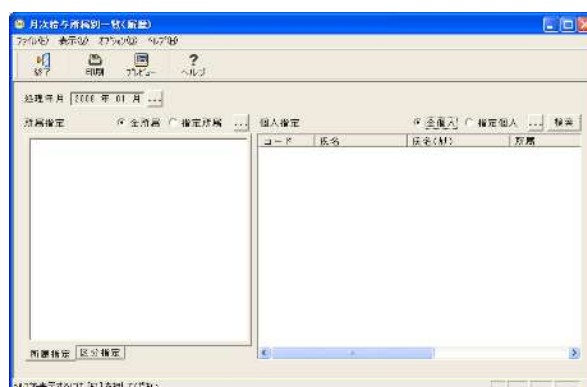 月次給与所属別一覧(履歴)
ファイル(F) 表示(V) オプション(O) ヘルプ(H)
終了 印刷 プレビュー ヘルプ
処理年月 2006 年 01 月 ...
所属指定 全所属 指定所属 ... 個人指定 全個人 指定個人 ... 検索
コード 氏名 氏名(カナ) 所属
所属指定 区分指定